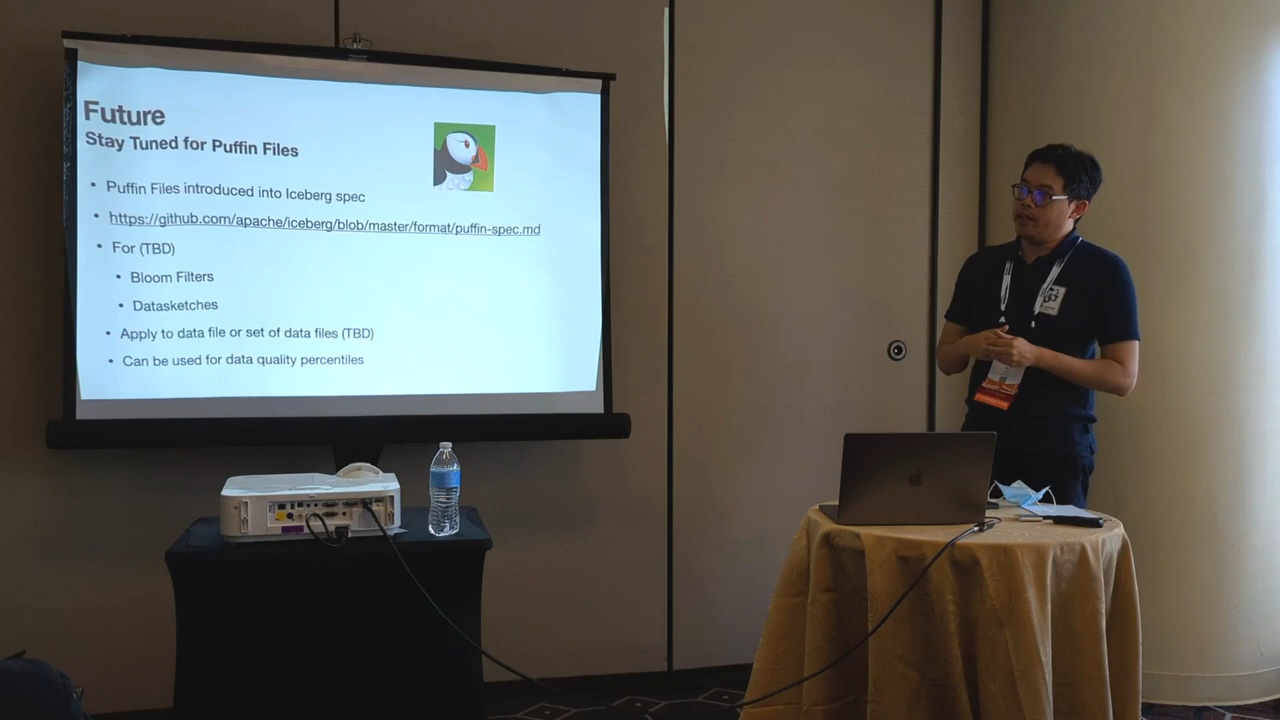 Future
Stay Tuned for Puffin Files
• Puffin Files introduced into Iceberg spec
• https://github.com/apache/iceberg/blob/master/format/puffin-spec.md
• For (TBD)
• Bloom Filters
• Datasketches
• Apply to data file or set of data files (TBD)
• Can be used for data quality percentiles